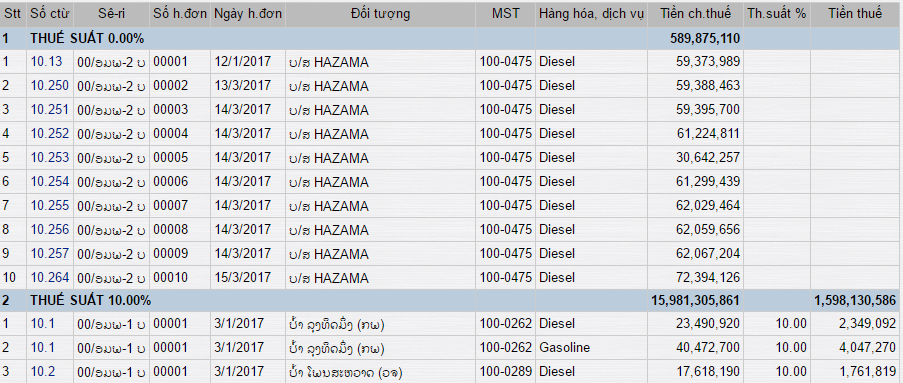 Stt Số ctừ Sê-ri Số h.đơn Ngày h.đơn Đối tượng MST Hàng hóa, dịch vụ Tiền ch.thuế Th.suất % Tiền thuế
1 THUẾ SUẤT 0.00% 589,875,110
1 10.13 00/ອມພ-2 ບ 00001 12/1/2017 ບ/ສ HAZAMA 100-0475 Diesel 59,373,989
2 10.250 00/ອມພ-2 ບ 00002 13/3/2017 ບ/ສ HAZAMA 100-0475 Diesel 59,388,463
3 10.251 00/ອມພ-2 ບ 00003 14/3/2017 ບ/ສ HAZAMA 100-0475 Diesel 59,395,700
4 10.252 00/ອມພ-2 ບ 00004 14/3/2017 ບ/ສ HAZAMA 100-0475 Diesel 61,224,811
5 10.253 00/ອມພ-2 ບ 00005 14/3/2017 ບ/ສ HAZAMA 100-0475 Diesel 30,642,257
6 10.254 00/ອມພ-2 ບ 00006 14/3/2017 ບ/ສ HAZAMA 100-0475 Diesel 61,299,439
7 10.255 00/ອມພ-2 ບ 00007 14/3/2017 ບ/ສ HAZAMA 100-0475 Diesel 62,029,464
8 10.256 00/ອມພ-2 ບ 00008 14/3/2017 ບ/ສ HAZAMA 100-0475 Diesel 62,059,656
9 10.257 00/ອມພ-2 ບ 00009 14/3/2017 ບ/ສ HAZAMA 100-0475 Diesel 62,067,204
10 10.264 00/ອມພ-2 ບ 00010 15/3/2017 ບ/ສ HAZAMA 100-0475 Diesel 72,394,126
2 THUẾ SUẤT 10.00% 15,981,305,861 1,598,130,586
1 10.1 00/ອມພ-1 ບ 00001 3/1/2017 ປ້ຳ ລຸງທິດມຶ່ງ (ກພ) 100-0262 Diesel 23,490,920 10.00 2,349,092
2 10.1 00/ອມພ-1 ບ 00001 3/1/2017 ປ້ຳ ລຸງທິດມຶ່ງ (ກພ) 100-0262 Gasoline 40,472,700 10.00 4,047,270
3 10.2 00/ອມພ-1 ບ 00001 3/1/2017 ປ້ຳ ໂພນສະຫວາດ (ວຈ) 100-0289 Diesel 17,618,190 10.00 1,761,819